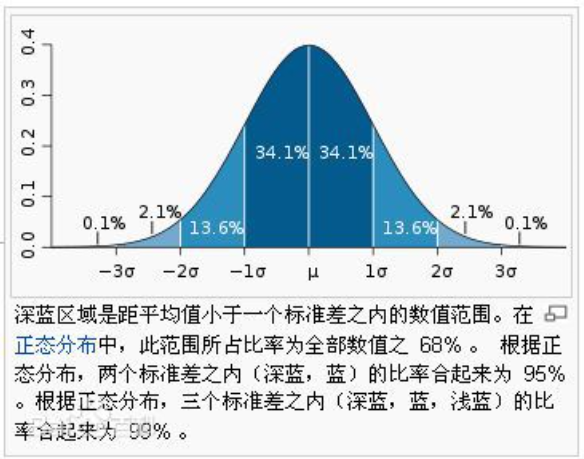 0.4
0.3
0.2
0.1
0.0
34.1% 34.1%
0.1% 2.1% 13.6% 13.6% 2.1% 0.1%
−3σ −2σ −1σ μ 1σ 2σ 3σ
深蓝区域是距平均值小于一个标准差之内的数值范围。在
正态分布中，此范围所占比率为全部数值之 68% 。 根据正
态分布，两个标准差之内（深蓝，蓝）的比率合起来为 95%
。根据正态分布，三个标准差之内（深蓝，蓝，浅蓝）的比
率合起来为 99% 。